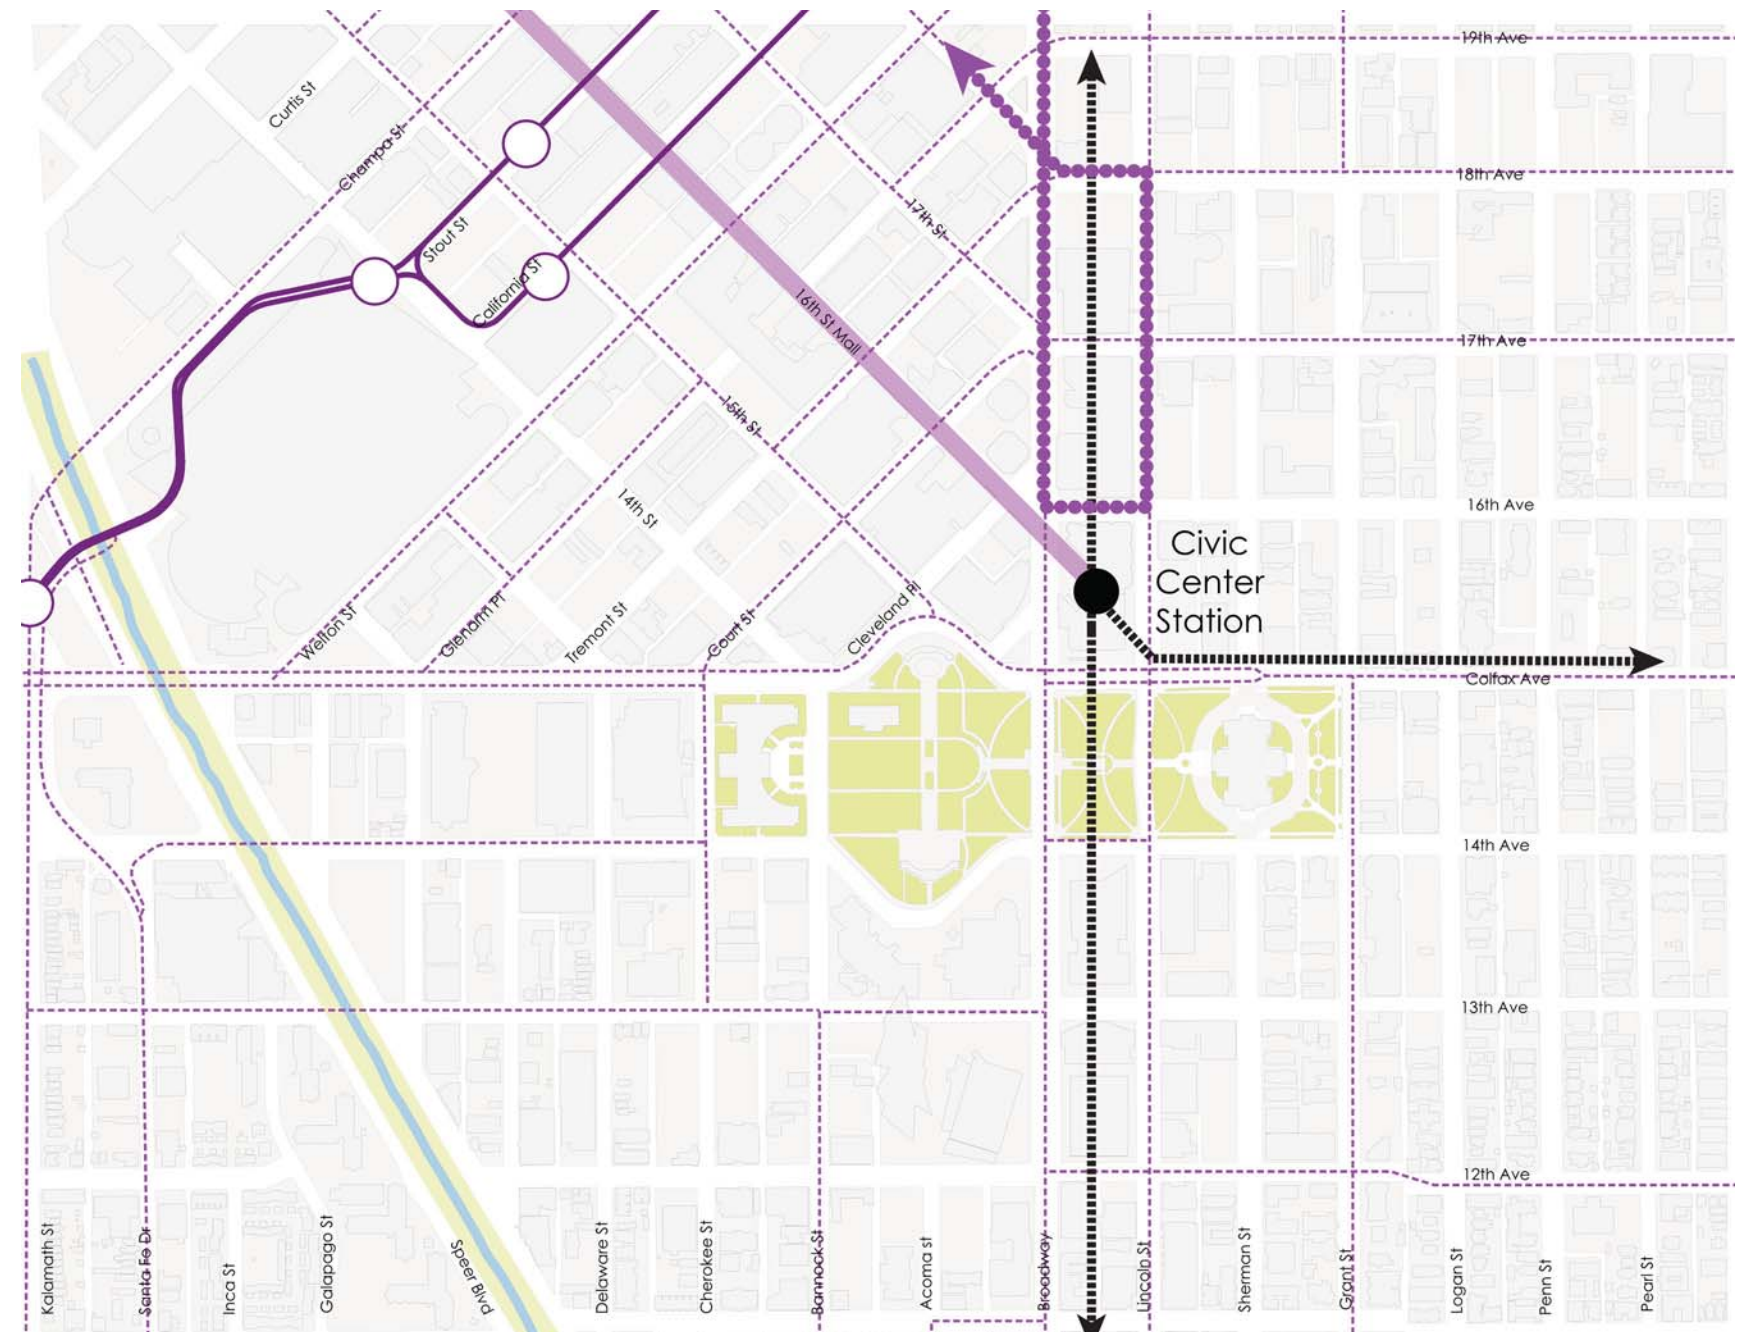 19th Ave
Curtis St
Champa St
18th Ave
17th St
Stout St
California St
16th St Mall
17th Ave
15th St
14th St
16th Ave
Civic
Center
Station
Welton St
Glenarm Pl
Tremont St
Court St
Cleveland Pl
Colfax Ave
14th Ave
13th Ave
12th Ave
Kalamath St
Santa Fe Dr
Inca St
Galapago St
Speer Blvd
Delaware St
Cherokee St
Bannock St
Acoma st
Broadway
Lincoln St
Sherman St
Grant St
Logan St
Penn St
Pearl St